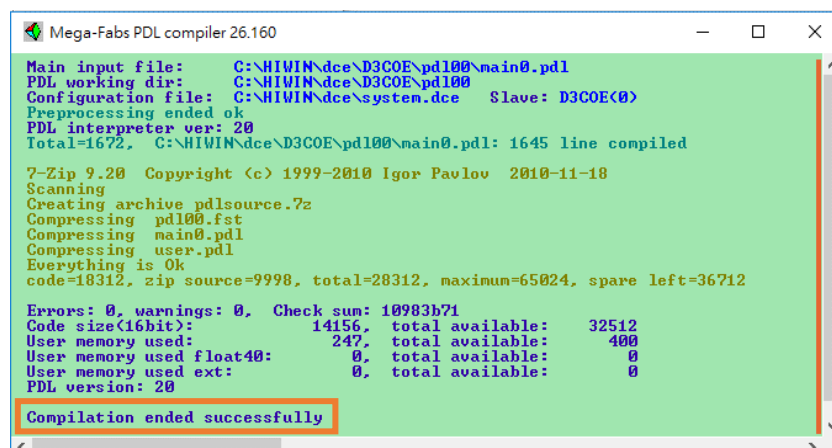 Mega-Fabs PDL compiler 26.160
Main input file: C:\HIWIN\dce\D3COE\pdl00\main0.pdl
PDL working dir: C:\HIWIN\dce\D3COE\pdl00
Configuration file: C:\HIWIN\dce\system.dce Slave: D3COE(0)
Preprocessing ended ok
PDL interpreter ver: 20
Total=1672, C:\HIWIN\dce\D3COE\pdl00\main0.pdl: 1645 line compiled
7-Zip 9.20 Copyright (c) 1999-2010 Igor Pavlov 2010-11-18
Scanning
Creating archive pdlsource.7z
Compressing pdl00.fst
Compressing main0.pdl
Compressing user.pdl
Everything is Ok
code=18312, zip source=9998, total=28312, maximum=65024, spare left=36712
Errors: 0, warnings: 0, Check sum: 10983b71
Code size(16bit): 14156, total available: 32512
User memory used: 247, total available: 400
User memory used float40: 0, total available: 0
User memory used ext: 0, total available: 0
PDL version: 20
Compilation ended successfully